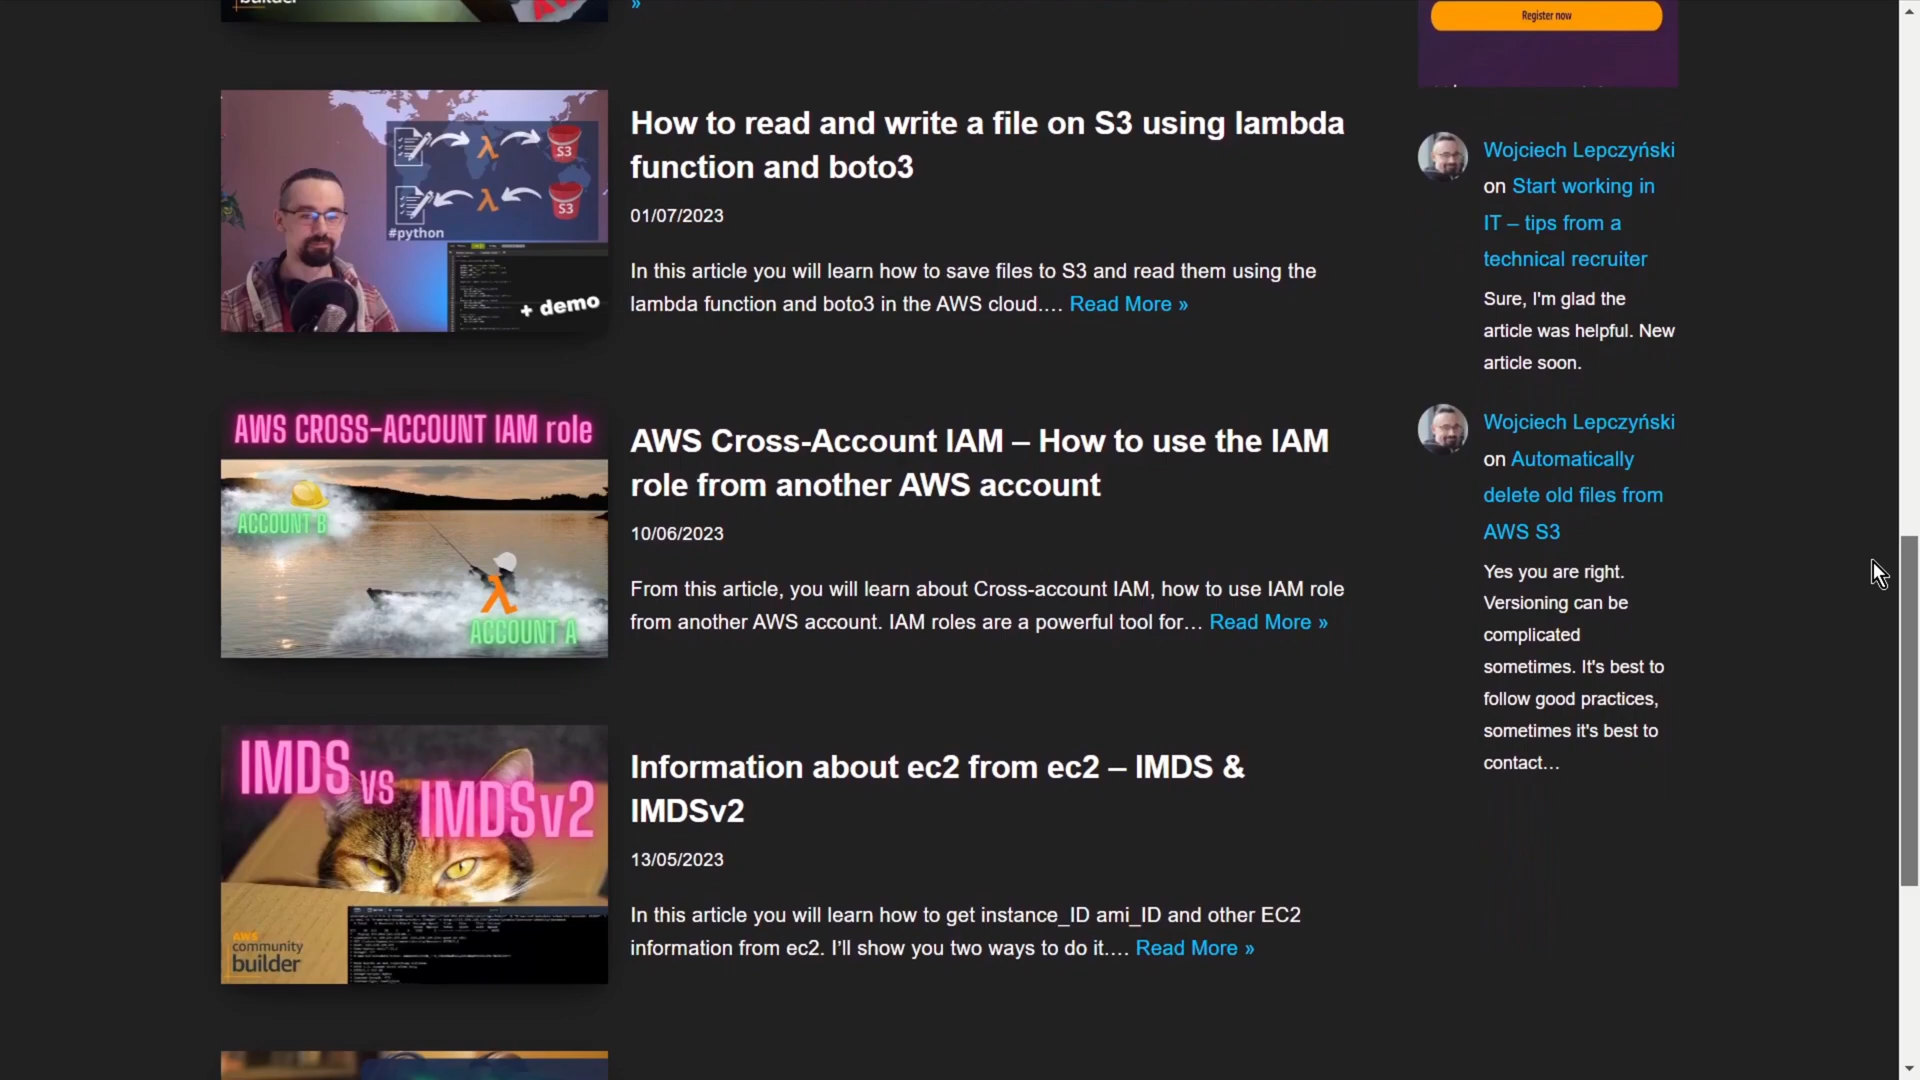 »
Register now
S3
S3
#python
+ demo
How to read and write a file on S3 using lambda
function and boto3
01/07/2023
In this article you will learn how to save files to S3 and read them using the
lambda function and boto3 in the AWS cloud.… Read More »
AWS CROSS-ACCOUNT IAM role
ACCOUNT B
λ
ACCOUNT A
AWS Cross-Account IAM – How to use the IAM
role from another AWS account
10/06/2023
From this article, you will learn about Cross-account IAM, how to use IAM role
from another AWS account. IAM roles are a powerful tool for… Read More »
IMDS vs IMDSv2
AWS
community
builder
Information about ec2 from ec2 – IMDS &
IMDSv2
13/05/2023
In this article you will learn how to get instance_ID ami_ID and other EC2
information from ec2. I'll show you two ways to do it.… Read More »
Wojciech Lepczyński
on Start working in
IT – tips from a
technical recruiter
Sure, I'm glad the
article was helpful. New
article soon.
Wojciech Lepczyński
on Automatically
delete old files from
AWS S3
Yes you are right.
Versioning can be
complicated
sometimes. It's best to
follow good practices,
sometimes it's best to
contact…